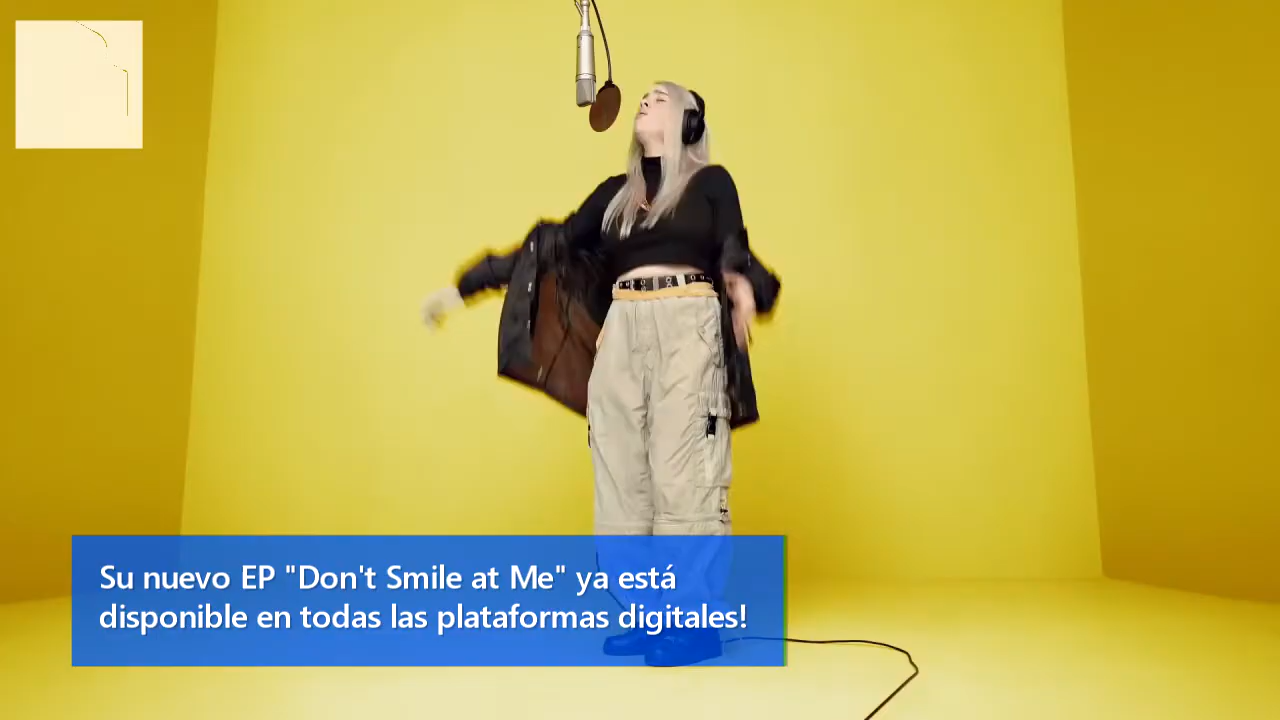 Su nuevo EP "Don't Smile at Me" ya está
disponible en todas las plataformas digitales!